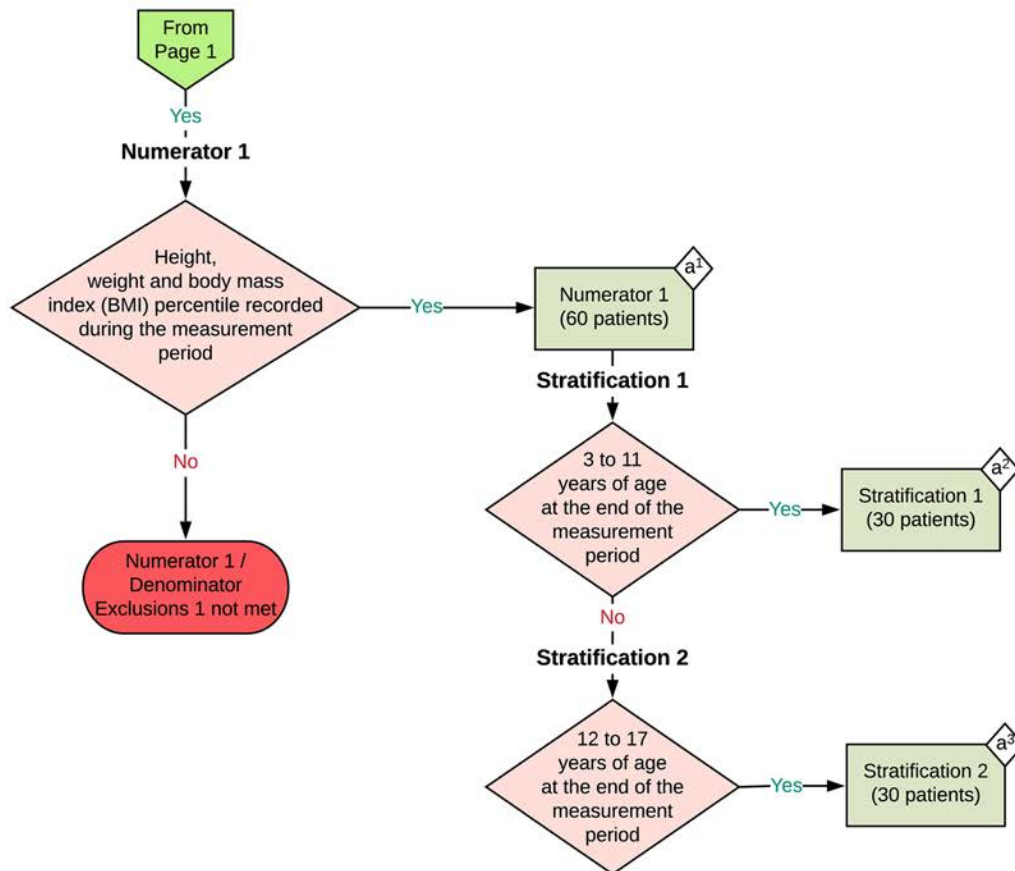 From
Page 1
Yes
Numerator 1
Height,
weight and body mass
index (BMI) percentile recorded
during the measurement
period
Yes
a¹
Numerator 1
(60 patients)
No
Numerator 1 /
Denominator
Exclusions 1 not met
Stratification 1
3 to 11
years of age
at the end of the
measurement
period
Yes
a²
Stratification 1
(30 patients)
No
Stratification 2
12 to 17
years of age
at the end of the
measurement
period
Yes
a³
Stratification 2
(30 patients)